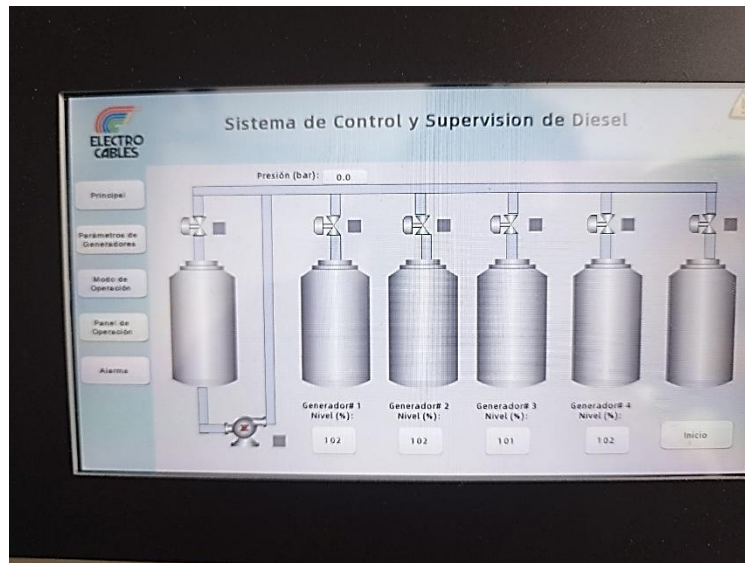 ELECTRO
CABLES
Sistema de Control y Supervision de Diesel
Presión (bar): 0.0
Principal
Parámetros de
Generadores
Modo de
Operación
Panel de
Operación
Alarma
Generador# 1
Nivel (%):
102
Generador# 2
Nivel (%):
102
Generador# 3
Nivel (%):
101
Generador# 4
Nivel (%):
102
Inicio